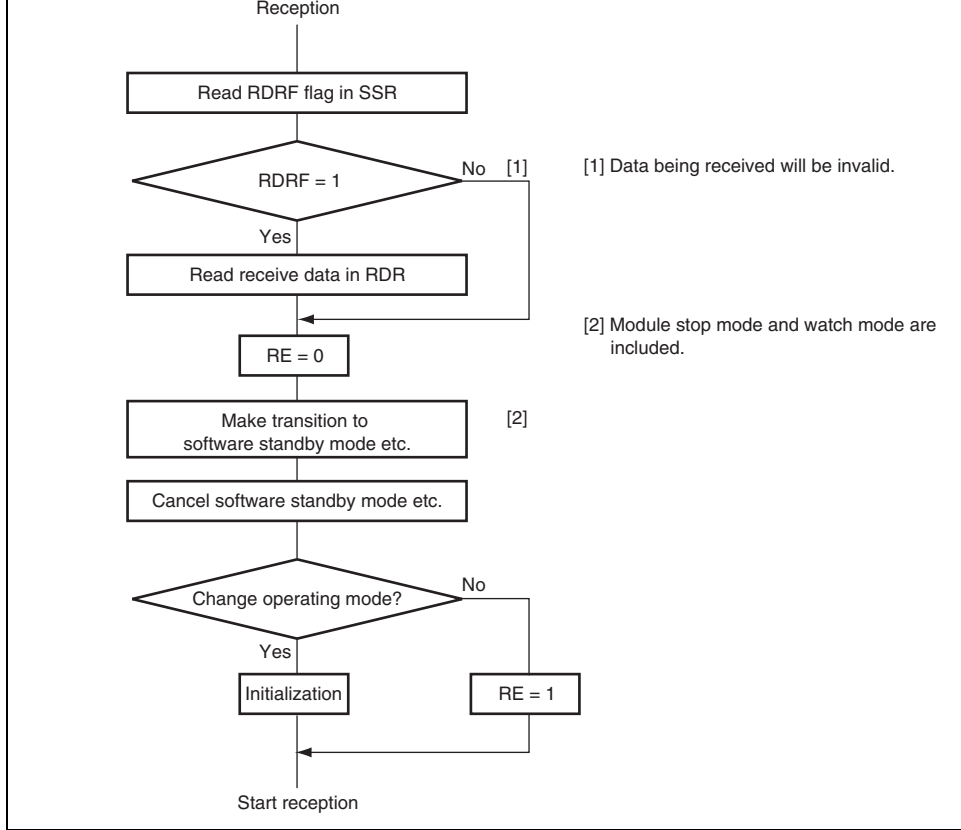 Reception
Read RDRF flag in SSR
RDRF = 1
No
[1]
[1] Data being received will be invalid.
Yes
Read receive data in RDR
[2] Module stop mode and watch mode are
included.
RE = 0
Make transition to
software standby mode etc.
[2]
Cancel software standby mode etc.
Change operating mode?
No
Yes
Initialization
RE = 1
Start reception